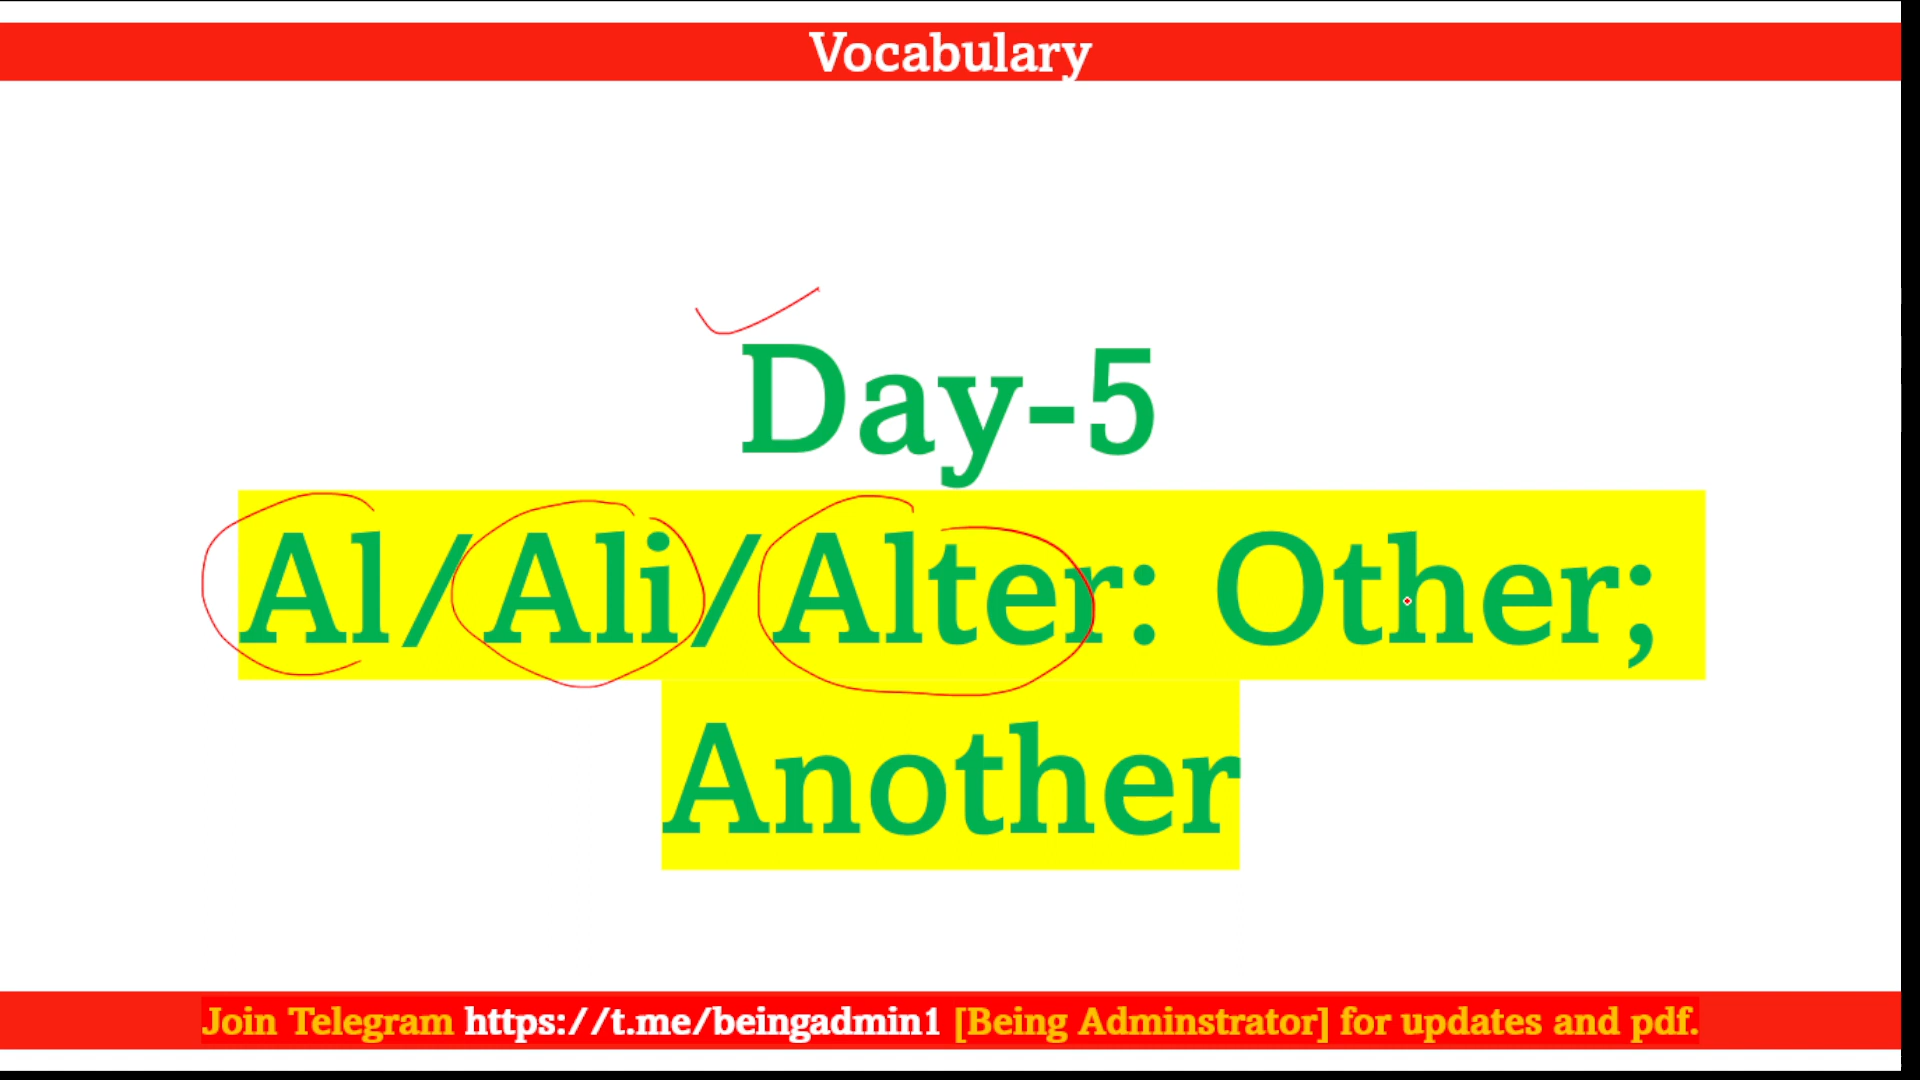 Vocabulary
Day-5
Al/Ali/Alter: Other;
Another
Join Telegram https://t.me/beingadmin1 [Being Adminstrator] for updates and pdf.